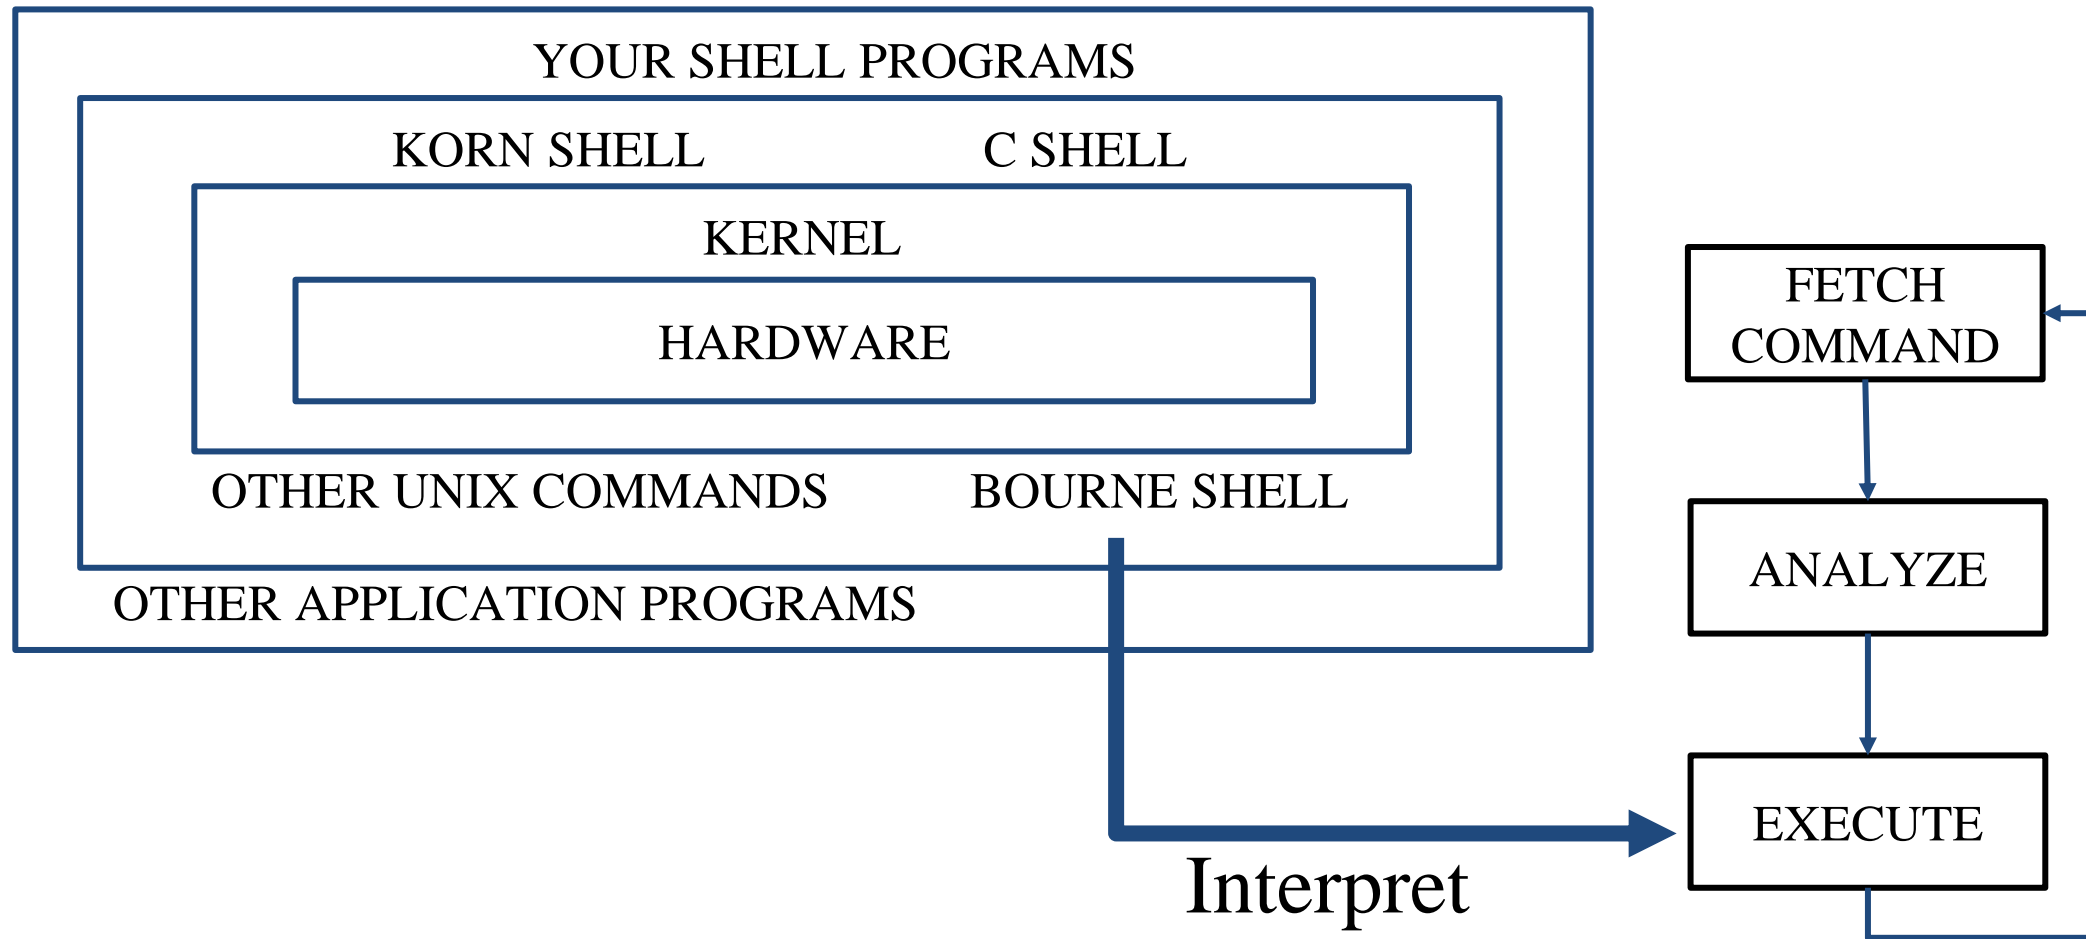 YOUR SHELL PROGRAMS
KORN SHELL
C SHELL
KERNEL
HARDWARE
OTHER UNIX COMMANDS
BOURNE SHELL
OTHER APPLICATION PROGRAMS
Interpret
FETCH
COMMAND
ANALYZE
EXECUTE